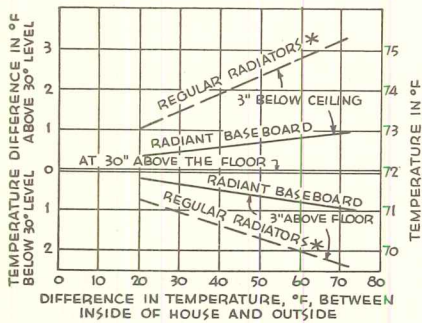 TEMPERATURE DIFFERENCE IN °F
ABOVE 30" LEVEL
BELOW 30" LEVEL
3
2
1
0
1
2
REGULAR RADIATORS *
3" BELOW CEILING
RADIANT BASEBOARD
AT 30" ABOVE THE FLOOR
RADIANT BASEBOARD
3" ABOVE FLOOR
REGULAR RADIATORS *
75
74
73
72
71
70
TEMPERATURE IN °F
0 10 20 30 40 50 60 70 80
DIFFERENCE IN TEMPERATURE, °F, BETWEEN
INSIDE OF HOUSE AND OUTSIDE